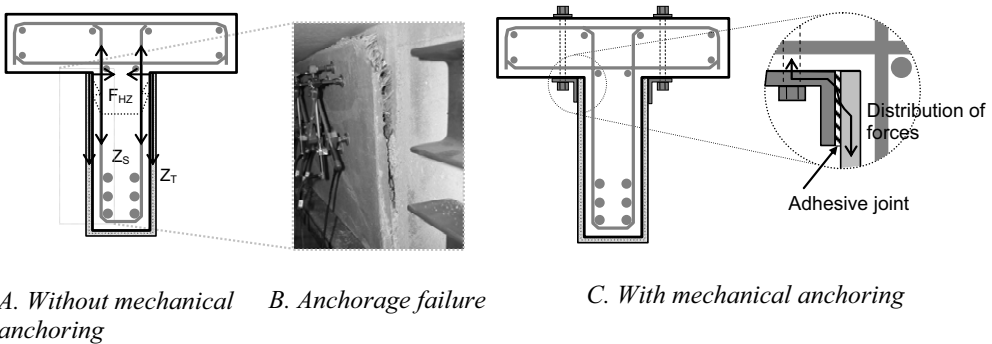 F_HZ
Z_S
Z_T
Distribution of
forces
Adhesive joint
A. Without mechanical
anchoring
B. Anchorage failure
C. With mechanical anchoring